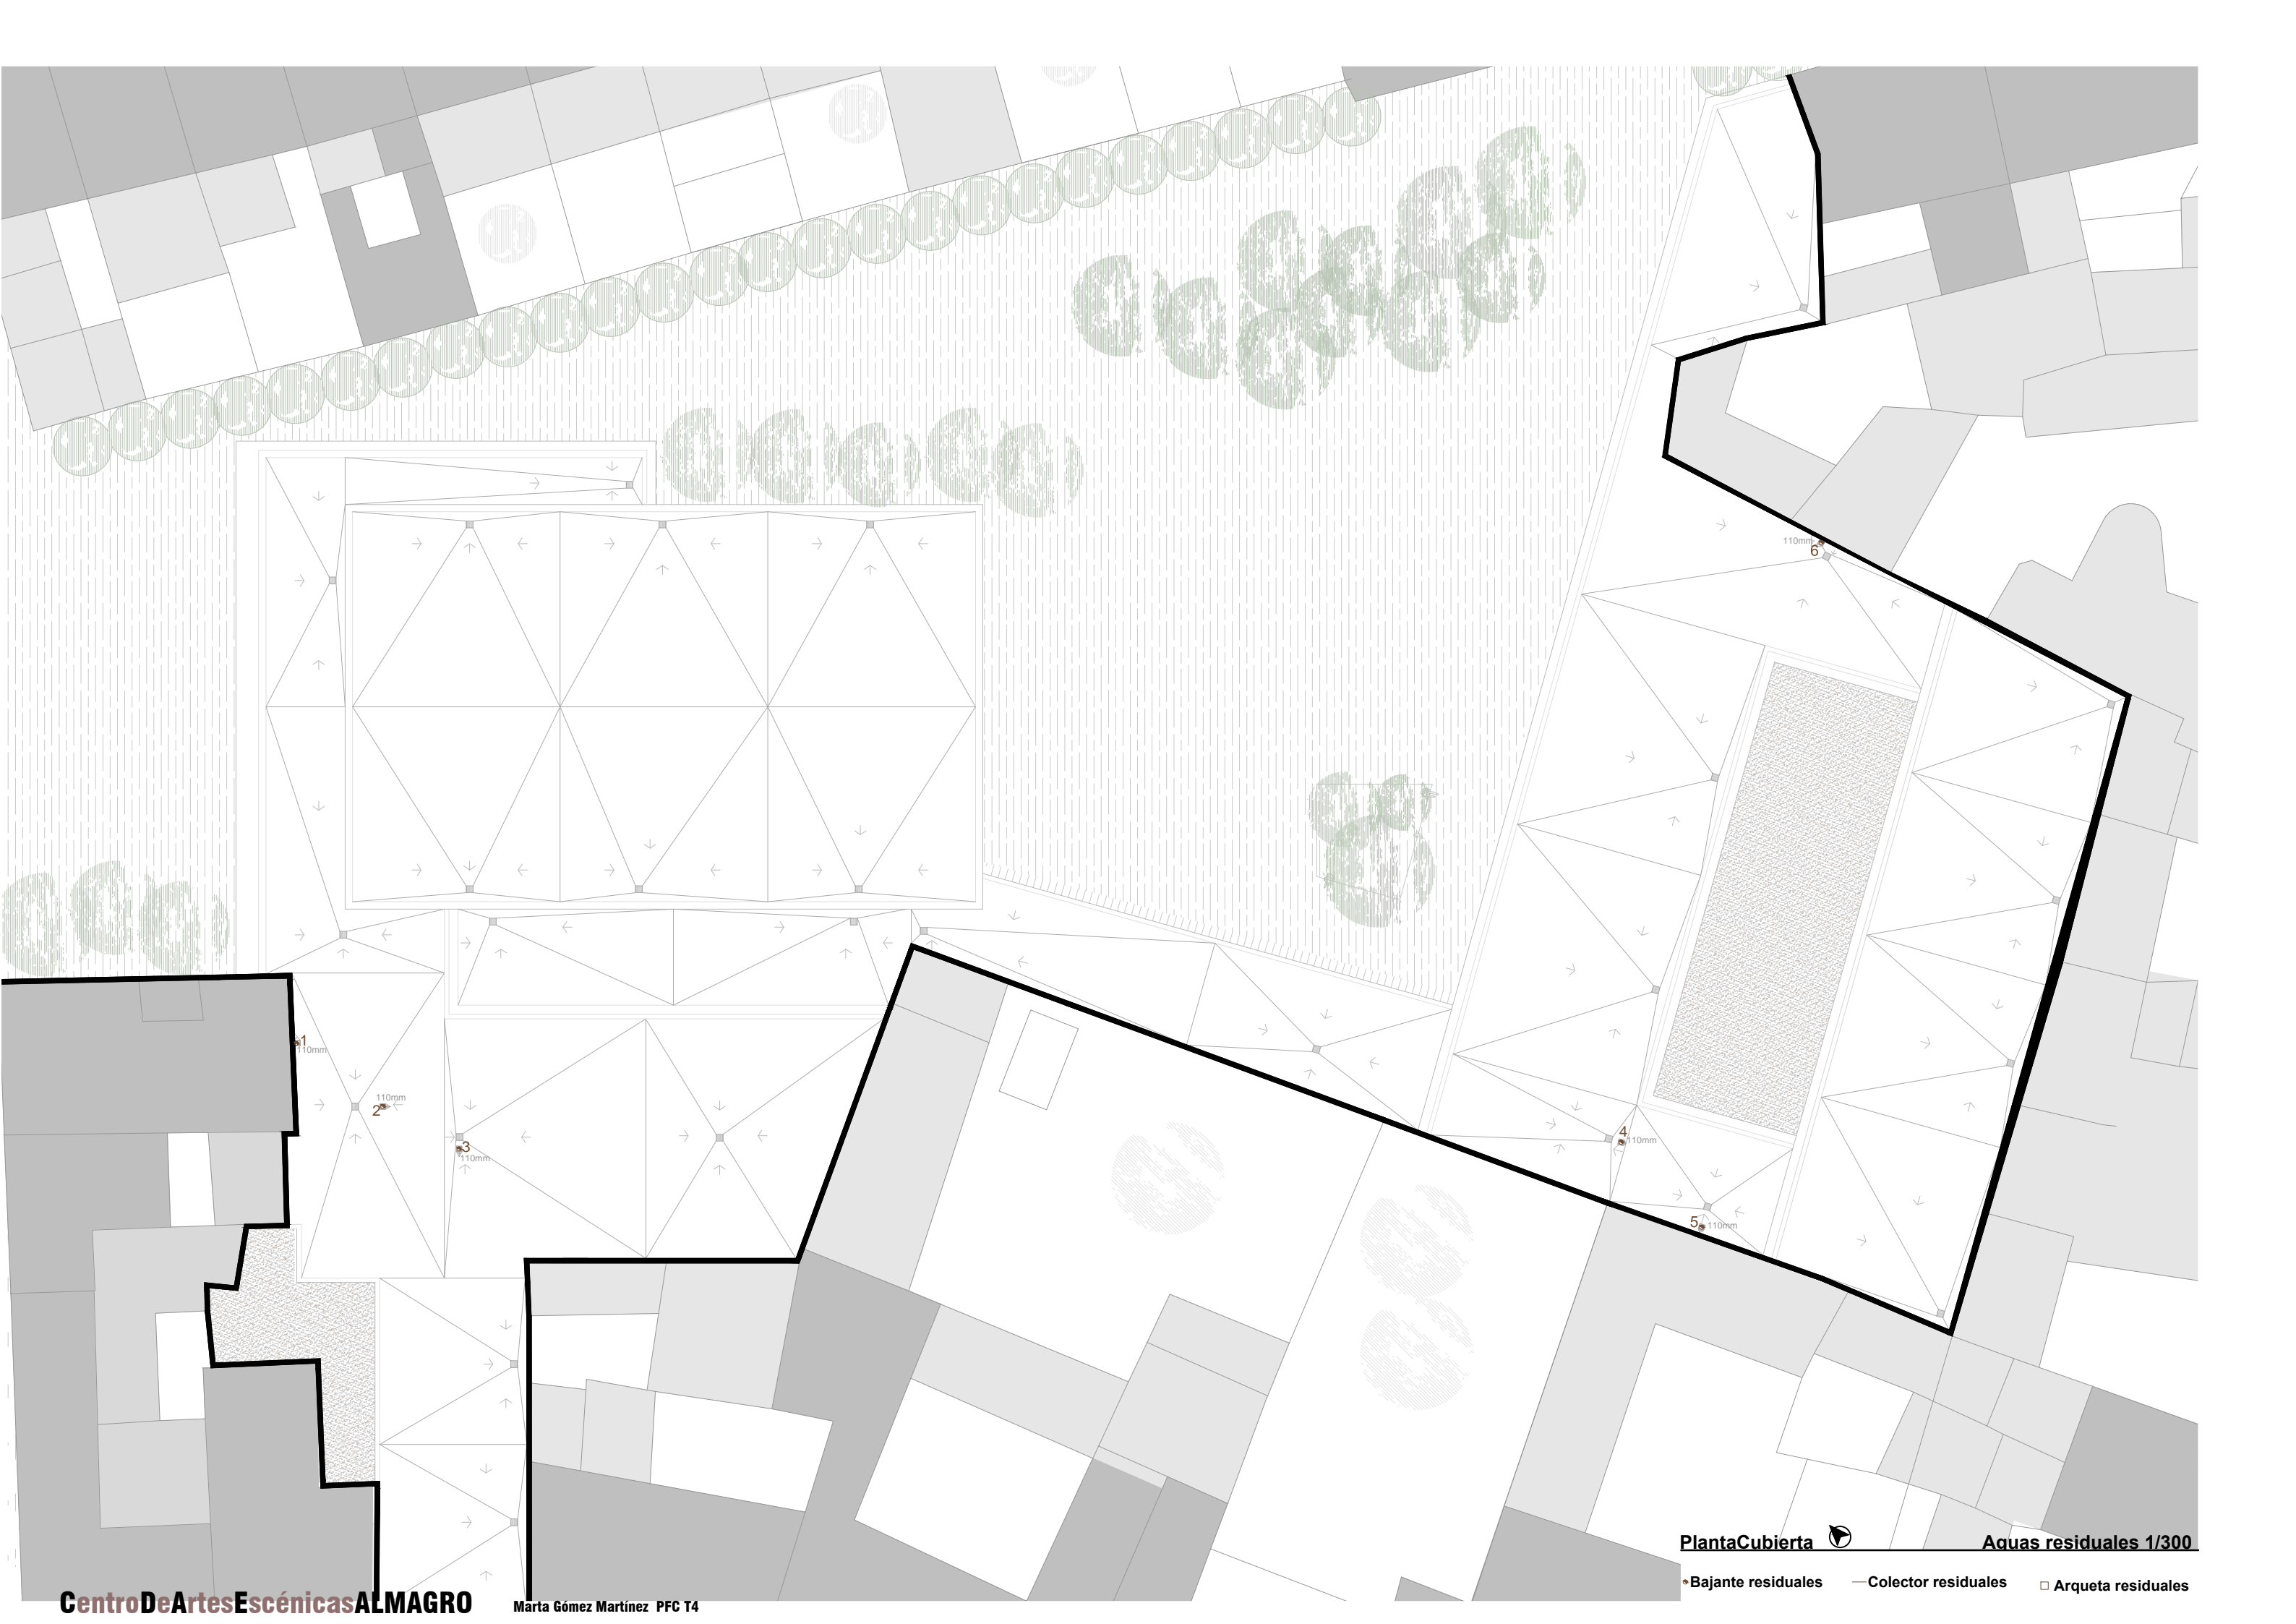 110mm
6
1
110mm
110mm
2
3
110mm
4
110mm
5
110mm
PlantaCubierta Aguas residuales 1/300
Bajante residuales Colector residuales Arqueta residuales
CentroDeArtesEscénicasALMAGRO Marta Gómez Martínez PFC T4